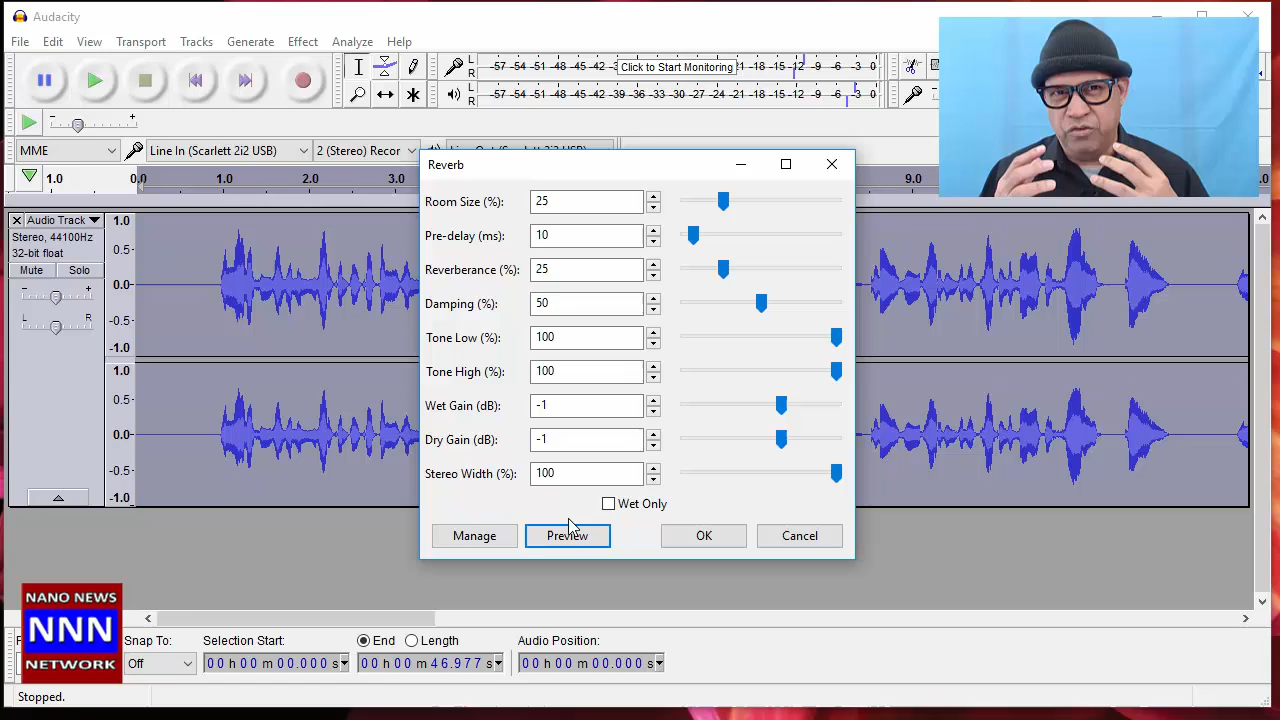 Audacity
File Edit View Transport Tracks Generate Effect Analyze Help
L R -57 -54 -51 -48 -45 -42 Click to Start Monitoring 21 -18 -15 -12 -9 -6 -3 0
L R -57 -54 -51 -48 -45 -42 -39 -36 -33 -30 -27 -24 -21 -18 -15 -12 -9 -6 -3 0
- +
MME Line In (Scarlett 2i2 USB) 2 (Stereo) Recor
1.0 0.0 1.0 2.0 3.0 9.0 .0
Reverb
Room Size (%): 25
Pre-delay (ms): 10
Reverberance (%): 25
Damping (%): 50
Tone Low (%): 100
Tone High (%): 100
Wet Gain (dB): -1
Dry Gain (dB): -1
Stereo Width (%): 100
Wet Only
Manage Preview OK Cancel
Audio Track
Stereo, 44100Hz
32-bit float
Mute Solo
- +
L R
1.0
0.5
0.0
-0.5
-1.0
1.0
0.5
0.0
-0.5
-1.0
NANO NEWS
NNN
NETWORK
Snap To: Selection Start: End Length Audio Position:
Off 00 h 00 m 00.000 s 00 h 00 m 46.977 s 00 h 00 m 00.000 s
Stopped.